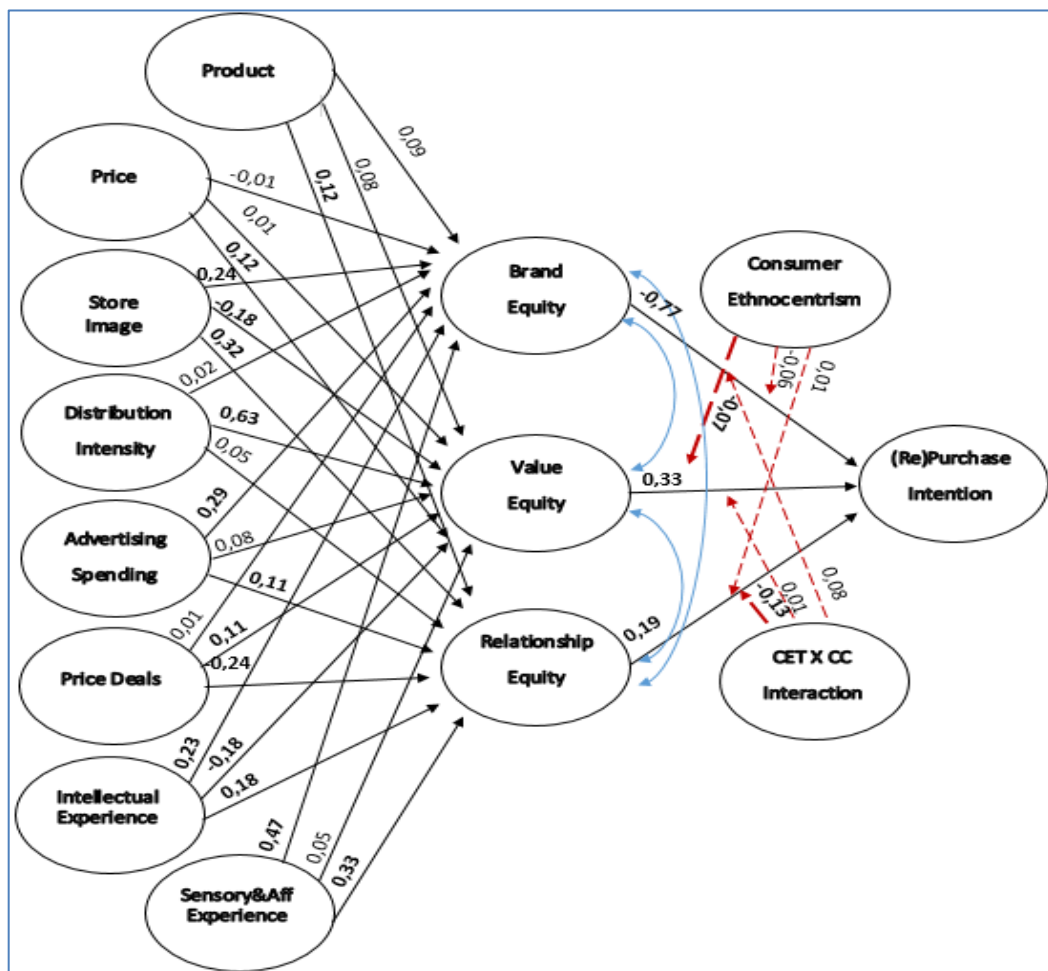 Product
0,09
0,08
0,12
Price
-0,01
0,01
0,12
Store
Image
0,24
-0,18
0,32
Distribution
Intensity
0,02
0,63
0,05
Advertising
Spending
0,29
0,08
0,11
Price Deals
0,01
0,11
-0,24
Intellectual
Experience
0,23
-0,18
0,18
Sensory&Aff
Experience
0,47
0,05
0,33
Brand
Equity
-0,77
Value
Equity
0,33
Relationship
Equity
0,19
Consumer
Ethnocentrism
-0,06
0,01
-0,07
(Re)Purchase
Intention
0,01
0,08
-0,13
CET X CC
Interaction